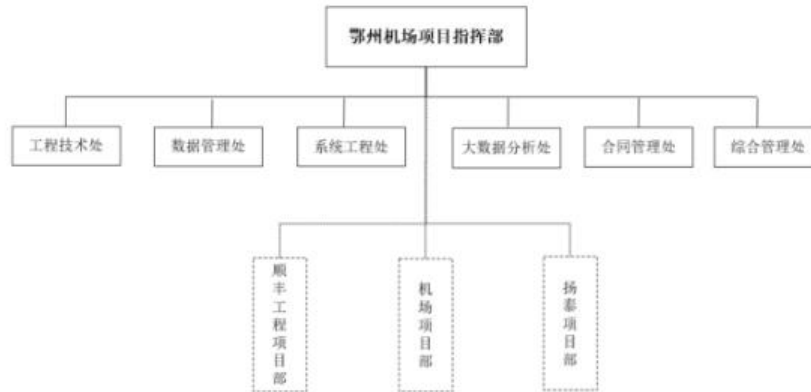 鄂州机场项目指挥部
工程技术处
数据管理处
系统工程处
大数据分析处
合同管理处
综合管理处
顺丰工程项目部
机场项目部
扬泰项目部